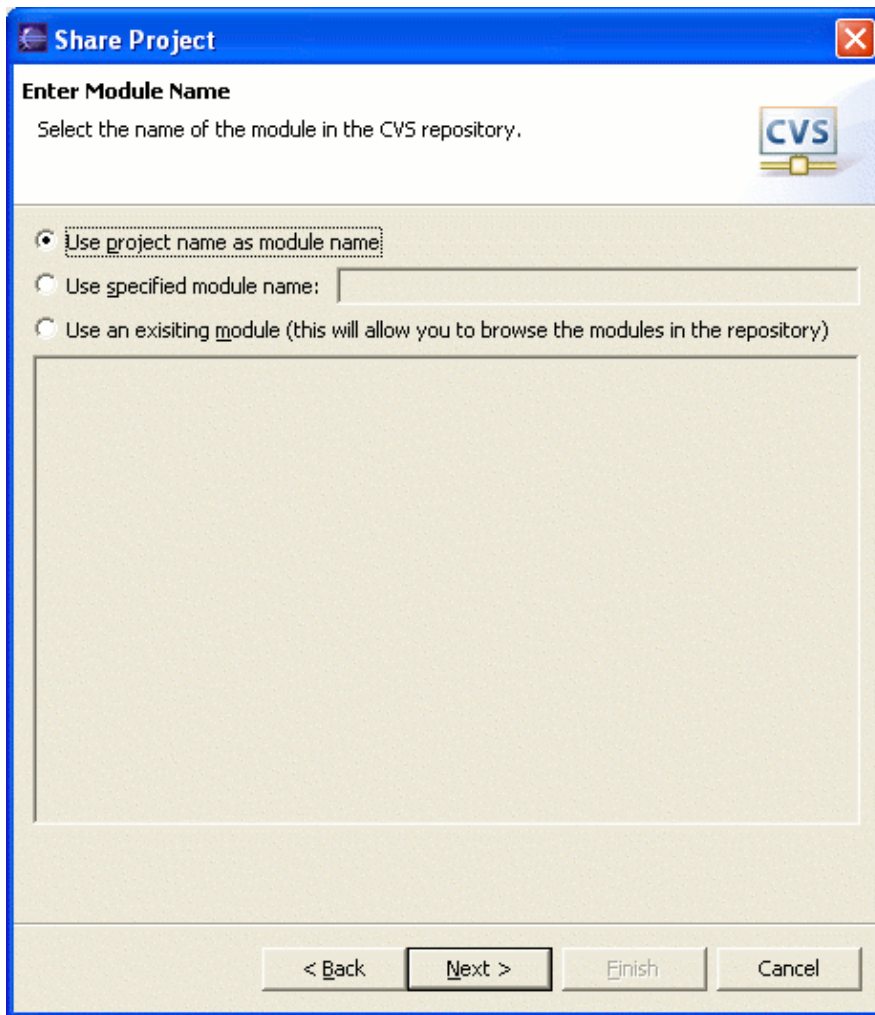 Share Project
Enter Module Name
Select the name of the module in the CVS repository.
CVS
Use project name as module name
Use specified module name:
Use an exisiting module (this will allow you to browse the modules in the repository)
< Back Next > Finish Cancel